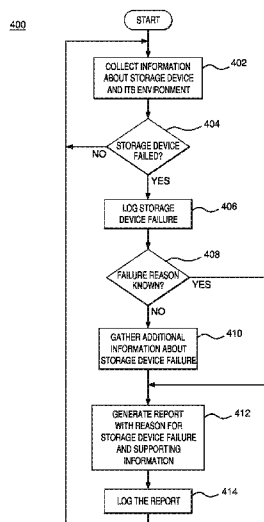 400
START
COLLECT INFORMATION
ABOUT STORAGE DEVICE
AND ITS ENVIRONMENT
402
404
STORAGE DEVICE
FAILED?
NO
YES
LOG STORAGE
DEVICE FAILURE
406
408
FAILURE REASON
KNOWN?
YES
NO
GATHER ADDITIONAL
INFORMATION ABOUT
STORAGE DEVICE FAILURE
410
GENERATE REPORT
WITH REASON FOR
STORAGE DEVICE FAILURE
AND SUPPORTING
INFORMATION
412
LOG THE REPORT
414